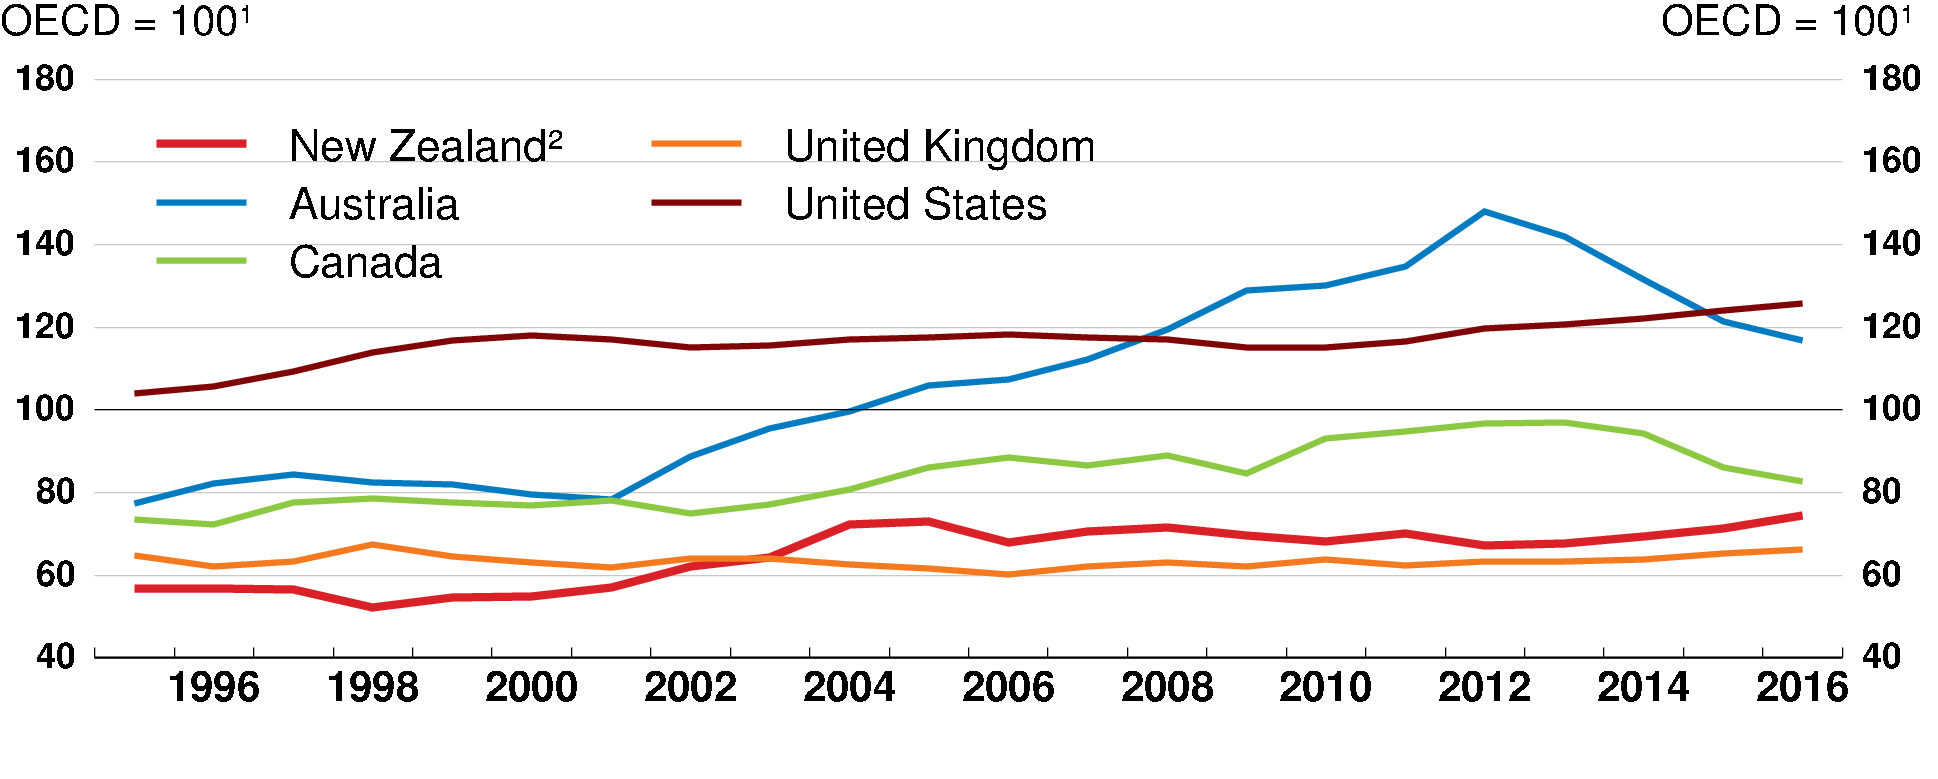 OECD = 100¹ OECD = 100¹
180 180
New Zealand² United Kingdom
160 160
Australia United States
140 140
Canada
120 120
100 100
80 80
60 60
40 40
1996 1998 2000 2002 2004 2006 2008 2010 2012 2014 2016